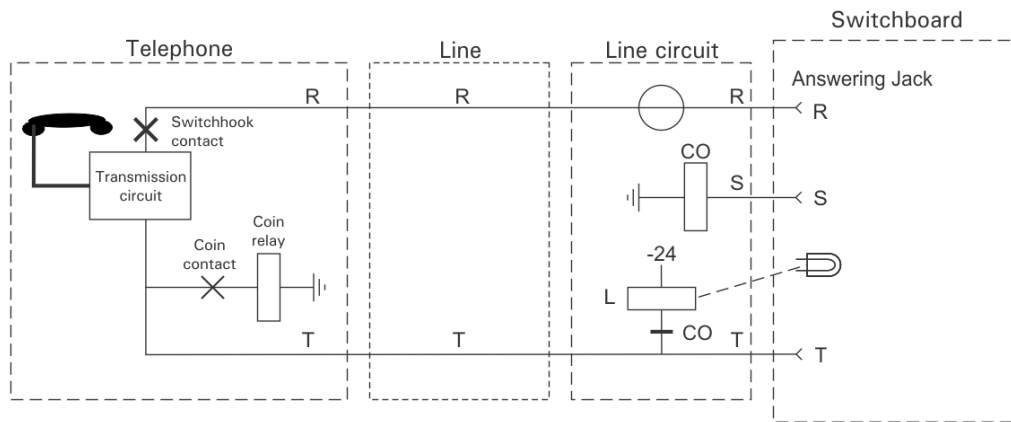 Switchboard
Telephone
Line
Line circuit
Answering Jack
R
R
R
R
Switchhook
contact
CO
Transmission
circuit
S
S
Coin
relay
Coin
contact
-24
L
CO
T
T
T
T